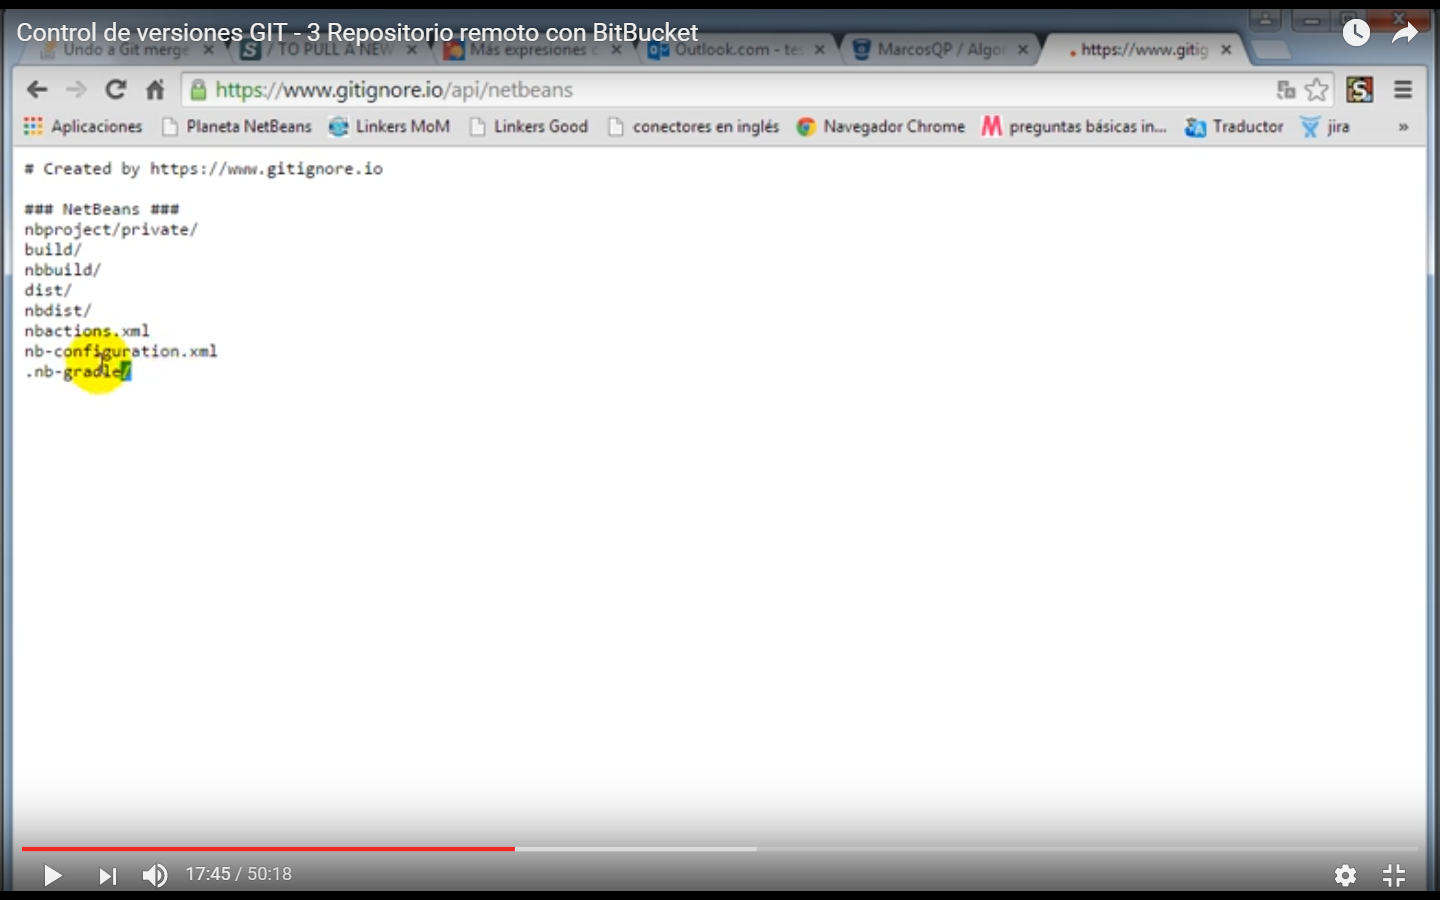 Control de versiones GIT - 3 Repositorio remoto con BitBucket
Undo a Git merge
/ TO PULL A NEW
Más expresiones c
Outlook.com - tes
MarcosQP / Algor
https://www.gitig
https://www.gitignore.io/api/netbeans
Aplicaciones
Planeta NetBeans
Linkers MoM
Linkers Good
conectores en inglés
Navegador Chrome
preguntas básicas in...
Traductor
jira
»
# Created by https://www.gitignore.io
### NetBeans ###
nbproject/private/
build/
nbbuild/
dist/
nbdist/
nbactions.xml
nb-configuration.xml
.nb-gradle/
17:45 / 50:18